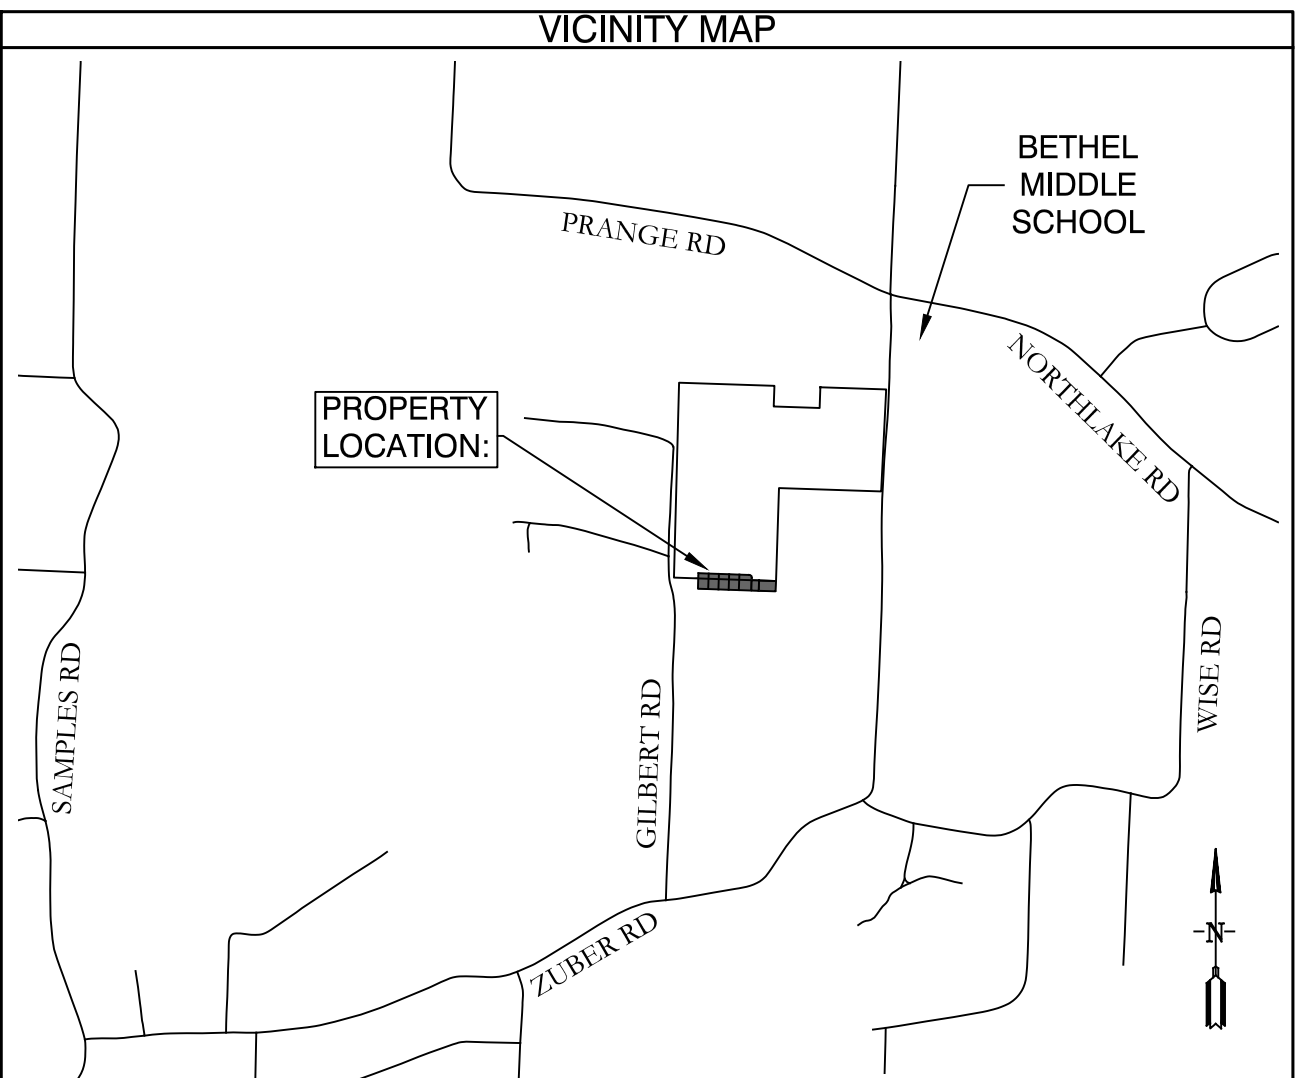 VICINITY MAP
BETHEL
MIDDLE
SCHOOL
PRANGE RD
NORTHLAKE RD
PROPERTY
LOCATION:
SAMPLES RD
GILBERT RD
WISE RD
ZUBER RD
-N-